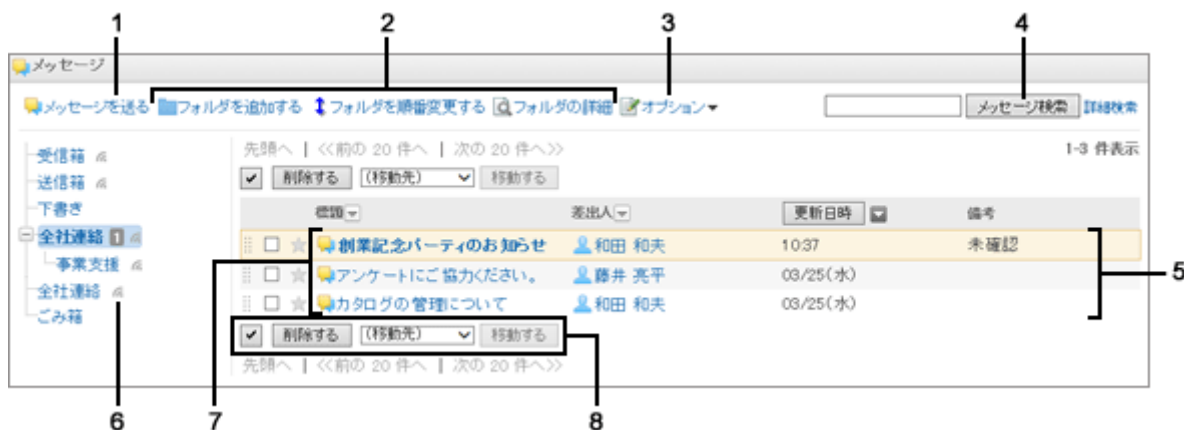 1 2 3 4
メッセージ
メッセージを送る フォルダを追加する フォルダを順番変更する フォルダの詳細 オプション メッセージ検索 詳細検索
受信箱
送信箱
下書き
全社連絡 1
事業支援
全社連絡
ごみ箱
先頭へ | <<前の 20 件へ | 次の 20 件へ>> 1-3 件表示
削除する (移動先) 移動する
標題 差出人 更新日時 備考
創業記念パーティのお知らせ 和田 和夫 10:37 未確認
アンケートにご協力ください。 藤井 亮平 03/25(水)
カタログの管理について 和田 和夫 03/25(水)
削除する (移動先) 移動する
先頭へ | <<前の 20 件へ | 次の 20 件へ>>
5
6 7 8